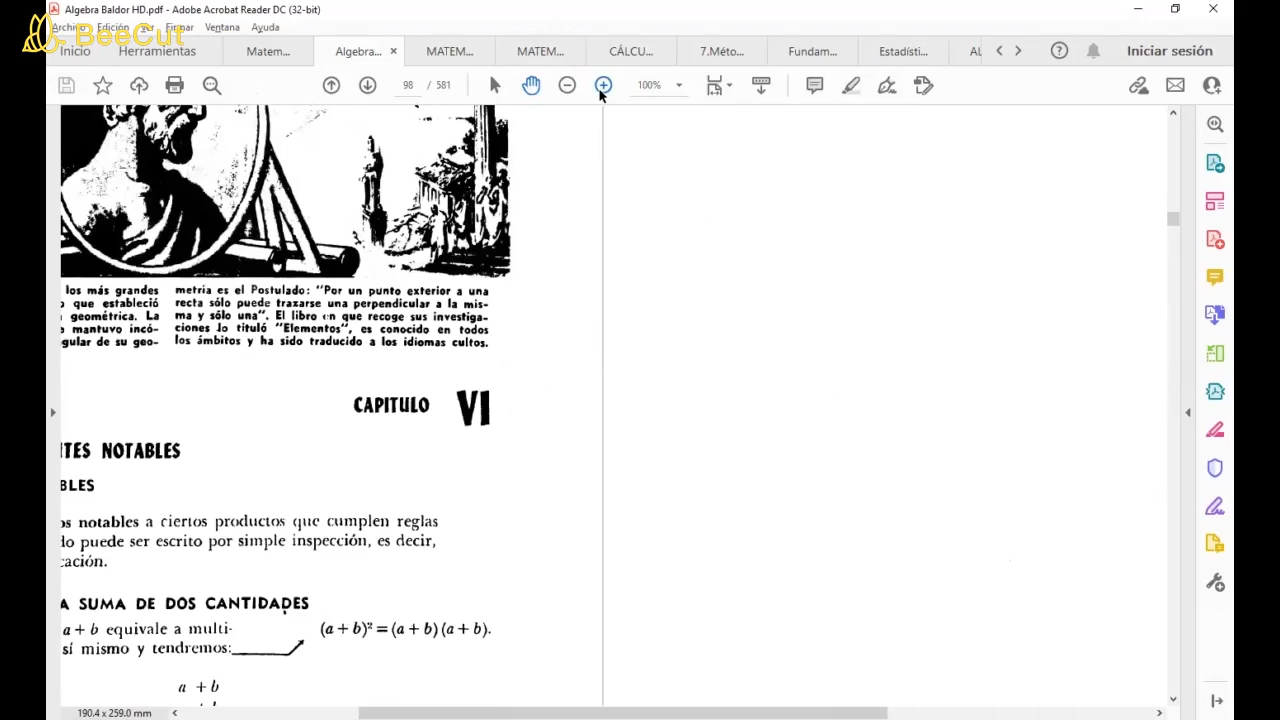 Algebra Baldor HD.pdf - Adobe Acrobat Reader DC (32-bit)
Archivo Edición Ver Firmar Ventana Ayuda
BeeCut
Inicio Herramientas Matem... Algebra... × MATEM... MATEM... CÁLCU... 7.Méto... Fundam... Estadísti... AL Iniciar sesión
98 / 581 100%
los más grandes
o que estableció
geométrica. La
mantuvo incó-
gular de su geo-
metría es el Postulado: "Por un punto exterior a una
recta sólo puede trazarse una perpendicular a la mis-
ma y sólo una". El libro en que recoge sus investiga-
ciones lo tituló "Elementos", es conocido en todos
los ámbitos y ha sido traducido a los idiomas cultos.
CAPITULO VI
NTES NOTABLES
BLES
os notables a ciertos productos que cumplen reglas
do puede ser escrito por simple inspección, es decir,
cación.
A SUMA DE DOS CANTIDADES
a + b equivale a multi-
sí mismo y tendremos:
(a + b)² = (a + b) (a + b).
a + b
190.4 x 259.0 mm